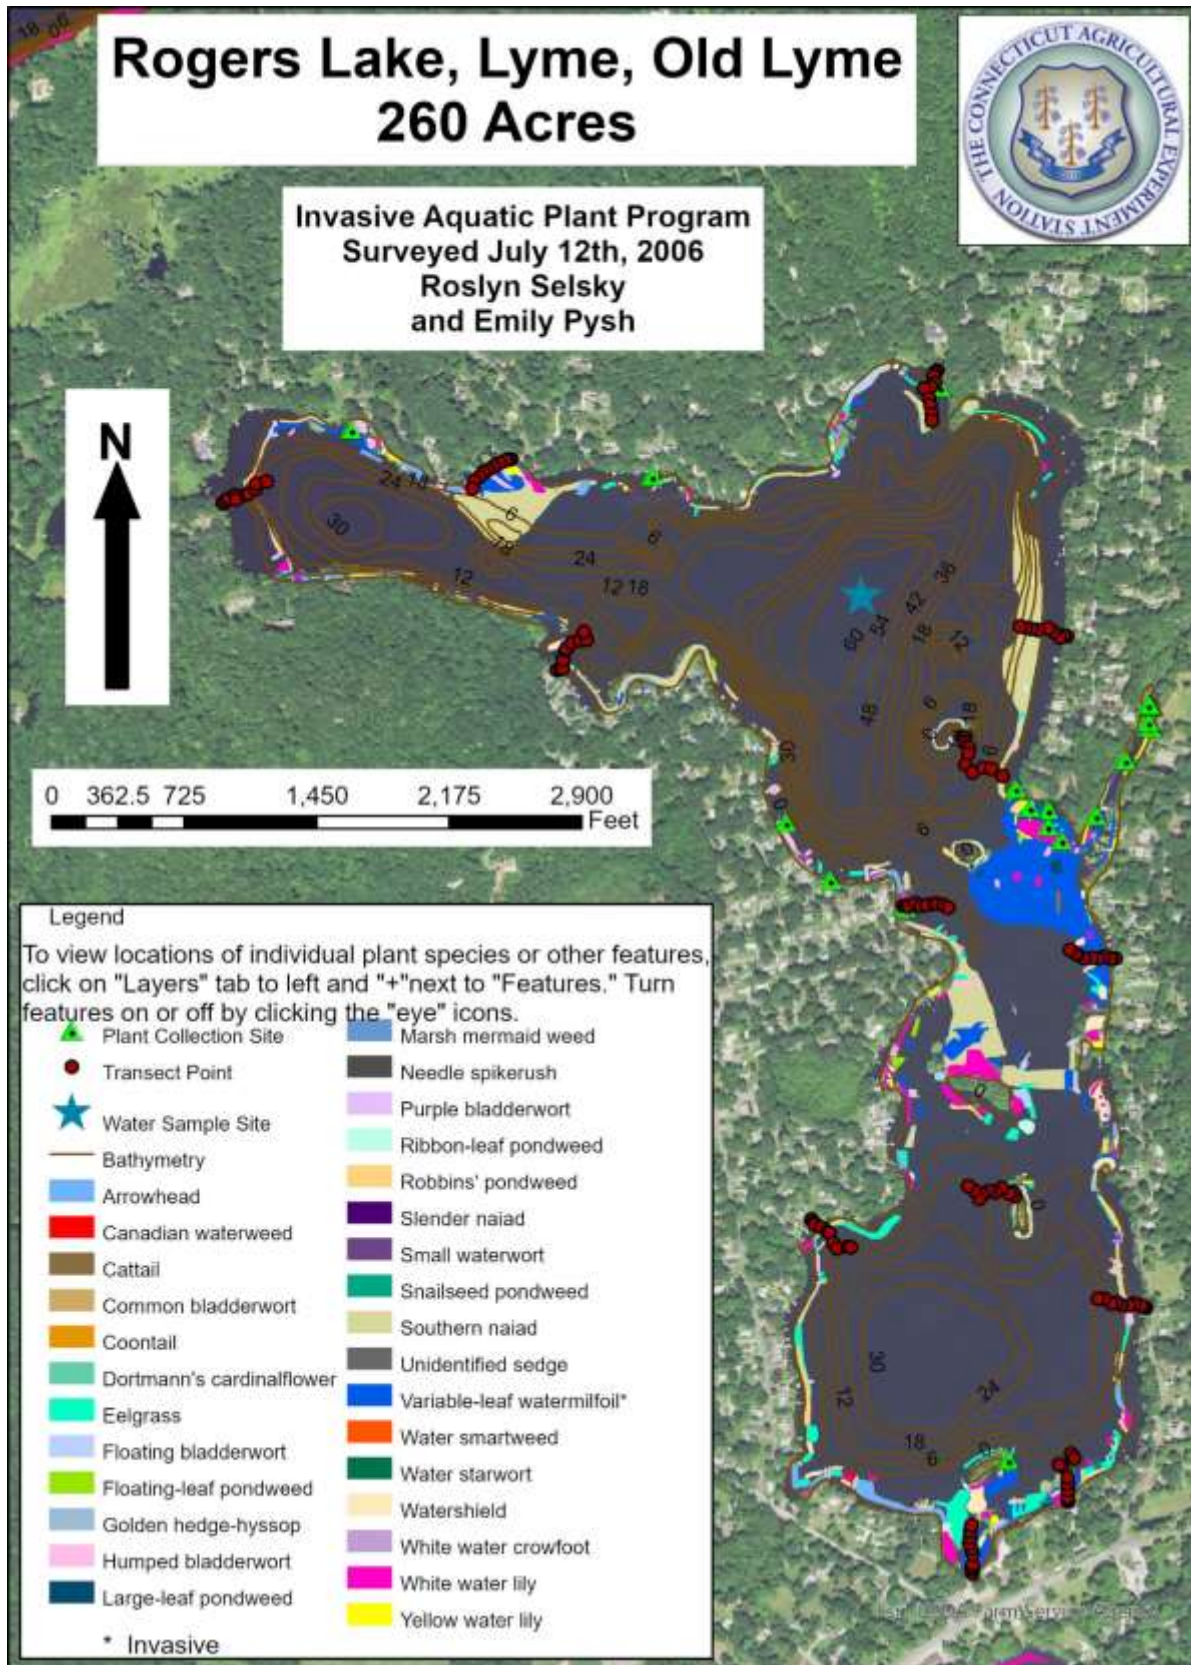 Rogers Lake, Lyme, Old Lyme
260 Acres
THE CONNECTICUT AGRICULTURAL EXPERIMENT STATION
Invasive Aquatic Plant Program
Surveyed July 12th, 2006
Roslyn Selsky
and Emily Pysh
N
18
24 18
30
6
18
24
6
12
12 18
36
42
54
60
18
12
6
18
48
6
30
0
6
0
0 362.5 725 1,450 2,175 2,900
Feet
0
0
30
12
24
18
6
0
Legend
To view locations of individual plant species or other features,
click on "Layers" tab to left and "+"next to "Features." Turn
features on or off by clicking the "eye" icons.
Plant Collection Site
Transect Point
Water Sample Site
Bathymetry
Arrowhead
Canadian waterweed
Cattail
Common bladderwort
Coontail
Dortmann's cardinalflower
Eelgrass
Floating bladderwort
Floating-leaf pondweed
Golden hedge-hyssop
Humped bladderwort
Large-leaf pondweed
* Invasive
Marsh mermaid weed
Needle spikerush
Purple bladderwort
Ribbon-leaf pondweed
Robbins' pondweed
Slender naiad
Small waterwort
Snailseed pondweed
Southern naiad
Unidentified sedge
Variable-leaf watermilfoil*
Water smartweed
Water starwort
Watershield
White water crowfoot
White water lily
Yellow water lily